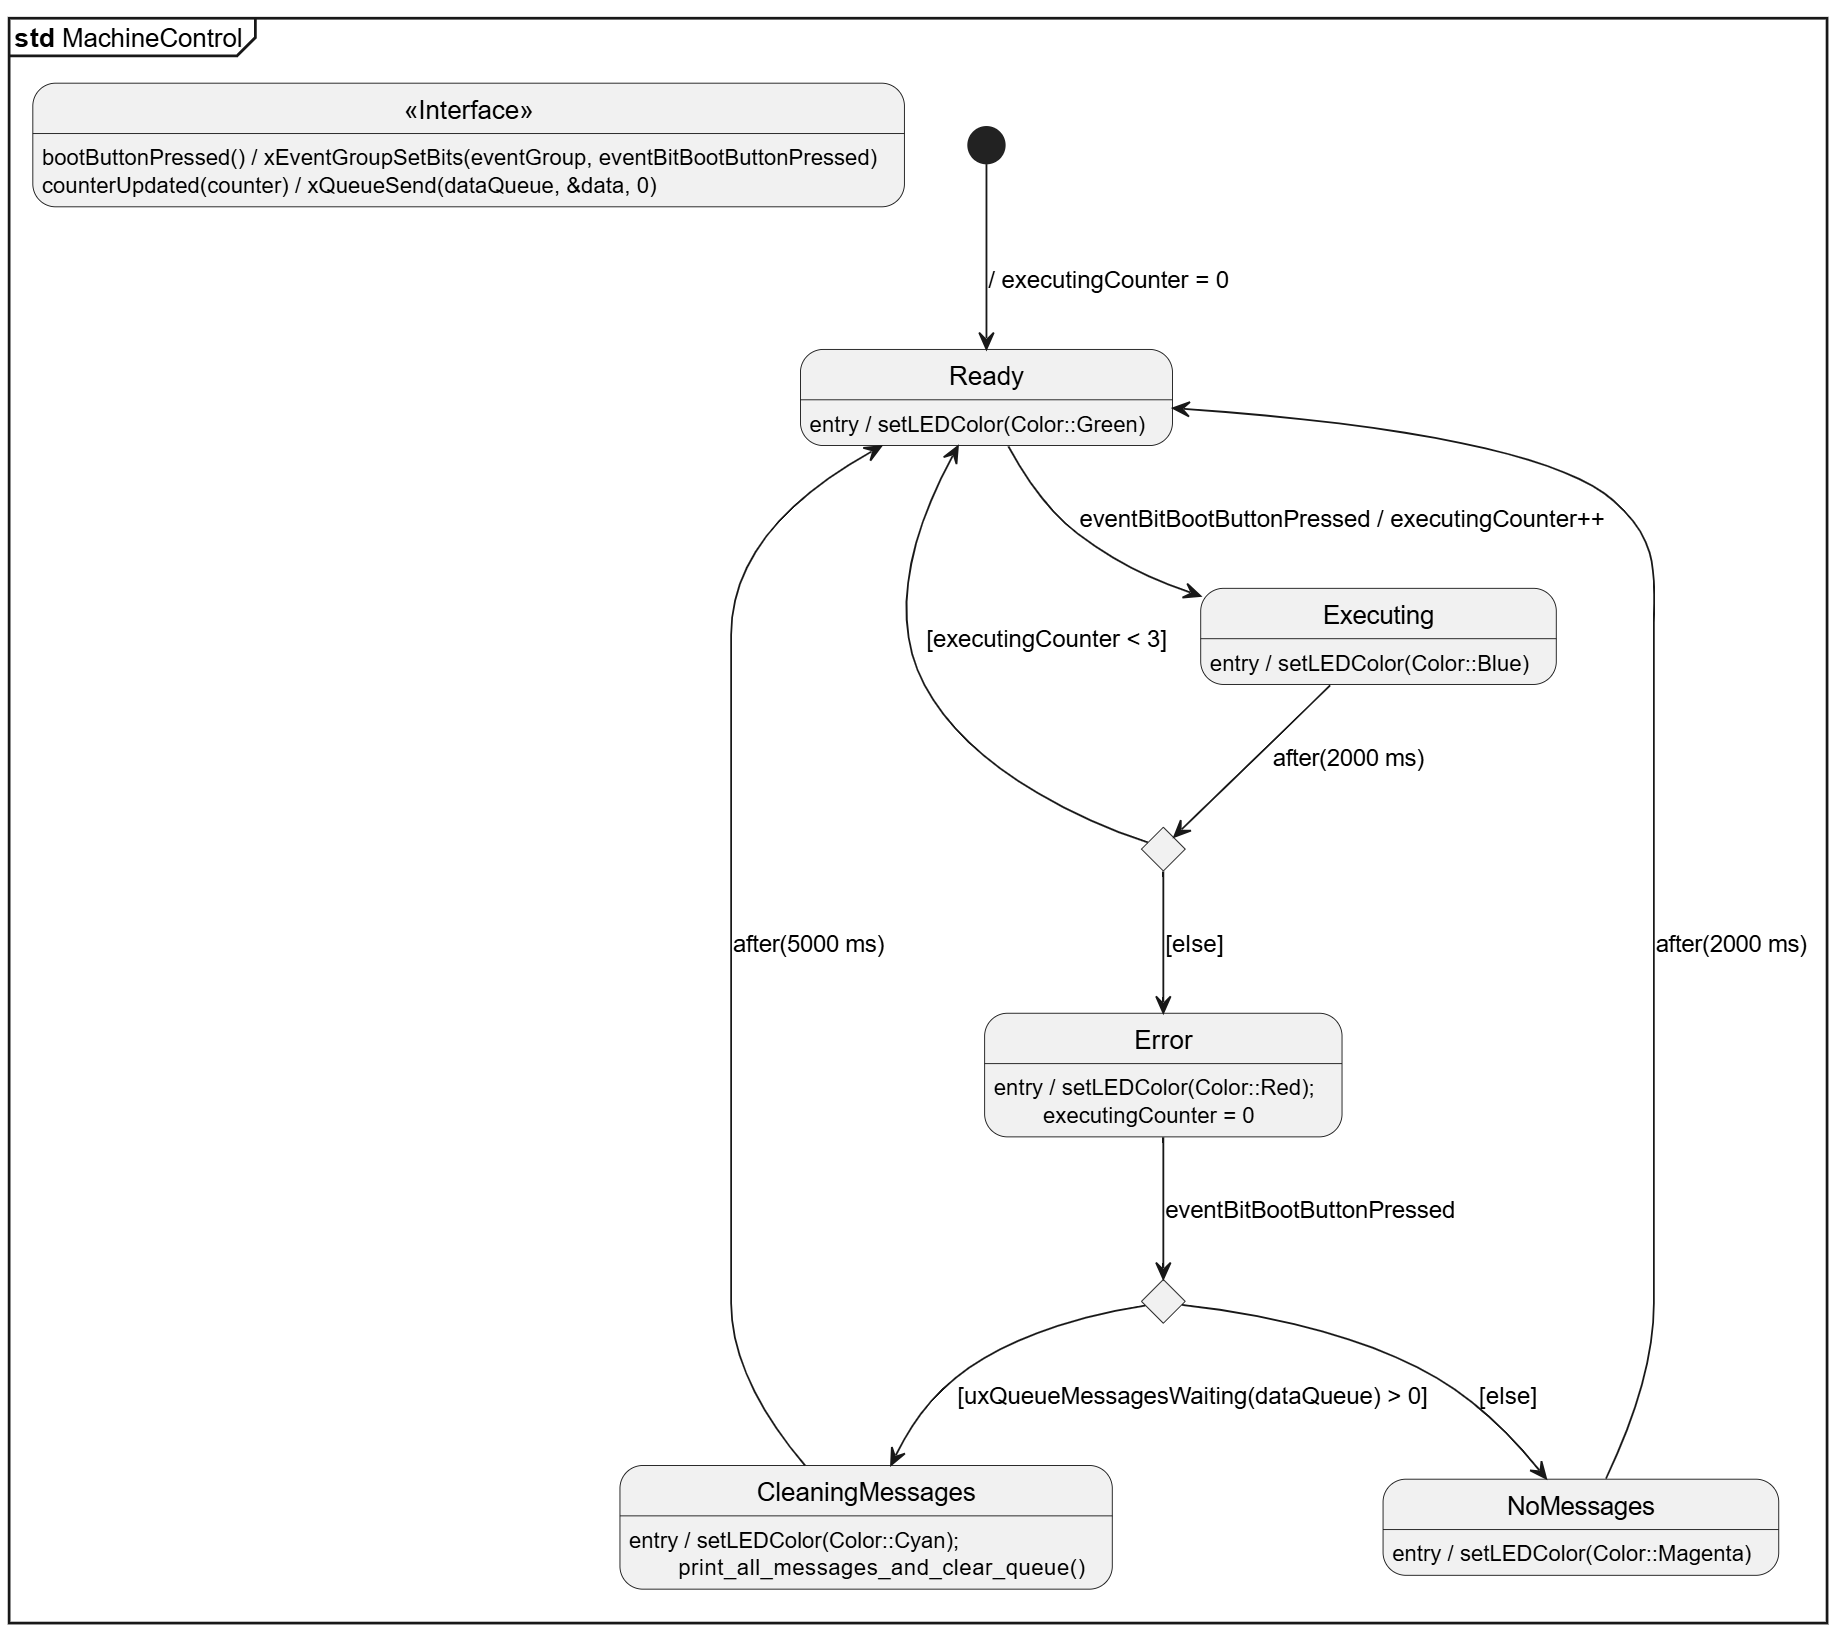 std MachineControl
«Interface»
bootButtonPressed() / xEventGroupSetBits(eventGroup, eventBitBootButtonPressed)
counterUpdated(counter) / xQueueSend(dataQueue, &data, 0)
/ executingCounter = 0
Ready
entry / setLEDColor(Color::Green)
eventBitBootButtonPressed / executingCounter++
Executing
entry / setLEDColor(Color::Blue)
[executingCounter < 3]
after(2000 ms)
after(5000 ms)
[else]
after(2000 ms)
Error
entry / setLEDColor(Color::Red);
executingCounter = 0
eventBitBootButtonPressed
[uxQueueMessagesWaiting(dataQueue) > 0]
[else]
CleaningMessages
entry / setLEDColor(Color::Cyan);
print_all_messages_and_clear_queue()
NoMessages
entry / setLEDColor(Color::Magenta)